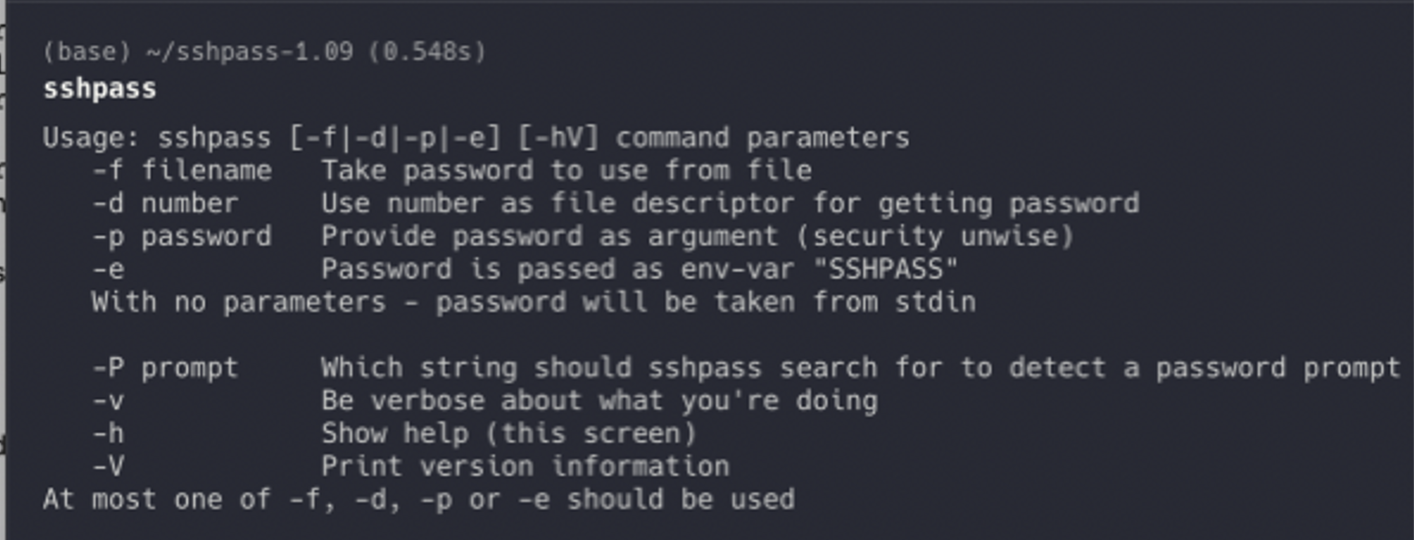 (base) ~/sshpass-1.09 (0.548s)
sshpass
Usage: sshpass [-f|-d|-p|-e] [-hV] command parameters
   -f filename   Take password to use from file
   -d number     Use number as file descriptor for getting password
   -p password   Provide password as argument (security unwise)
   -e            Password is passed as env-var "SSHPASS"
   With no parameters - password will be taken from stdin

   -P prompt     Which string should sshpass search for to detect a password prompt
   -v            Be verbose about what you're doing
   -h            Show help (this screen)
   -V            Print version information
At most one of -f, -d, -p or -e should be used